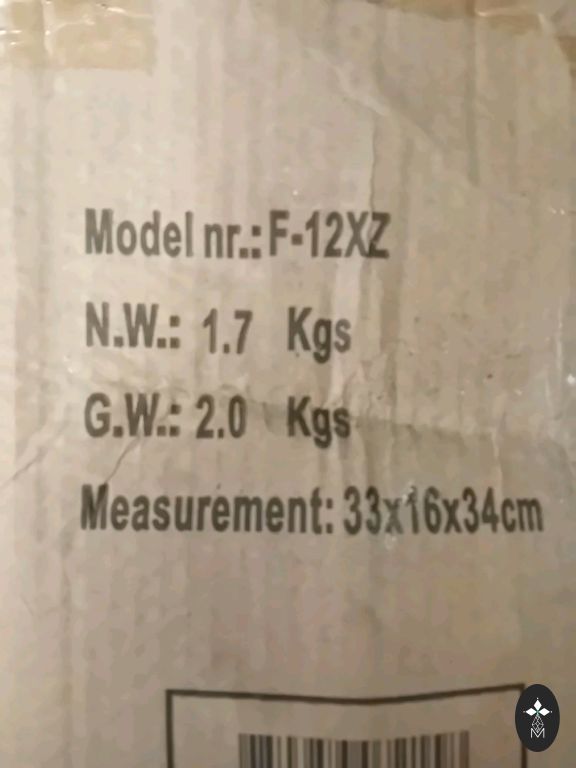 Model nr.: F-12XZ
N.W.: 1.7 Kgs
G.W.: 2.0 Kgs
Measurement: 33x16x34cm
M